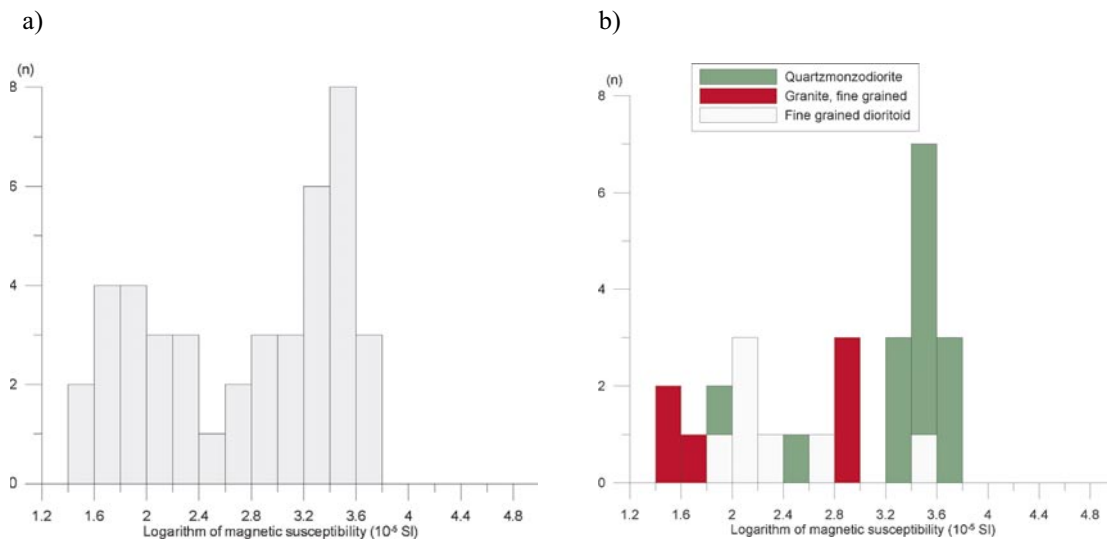 a)
b)
(n)
8
6
4
2
0
1.2 1.6 2 2.4 2.8 3.2 3.6 4 4.4 4.8
Logarithm of magnetic susceptibility (10⁻⁵ SI)
Quartzmonzodiorite
Granite, fine grained
Fine grained dioritoid
(n)
8
6
4
2
0
1.2 1.6 2 2.4 2.8 3.2 3.6 4 4.4 4.8
Logarithm of magnetic susceptibility (10⁻⁵ SI)